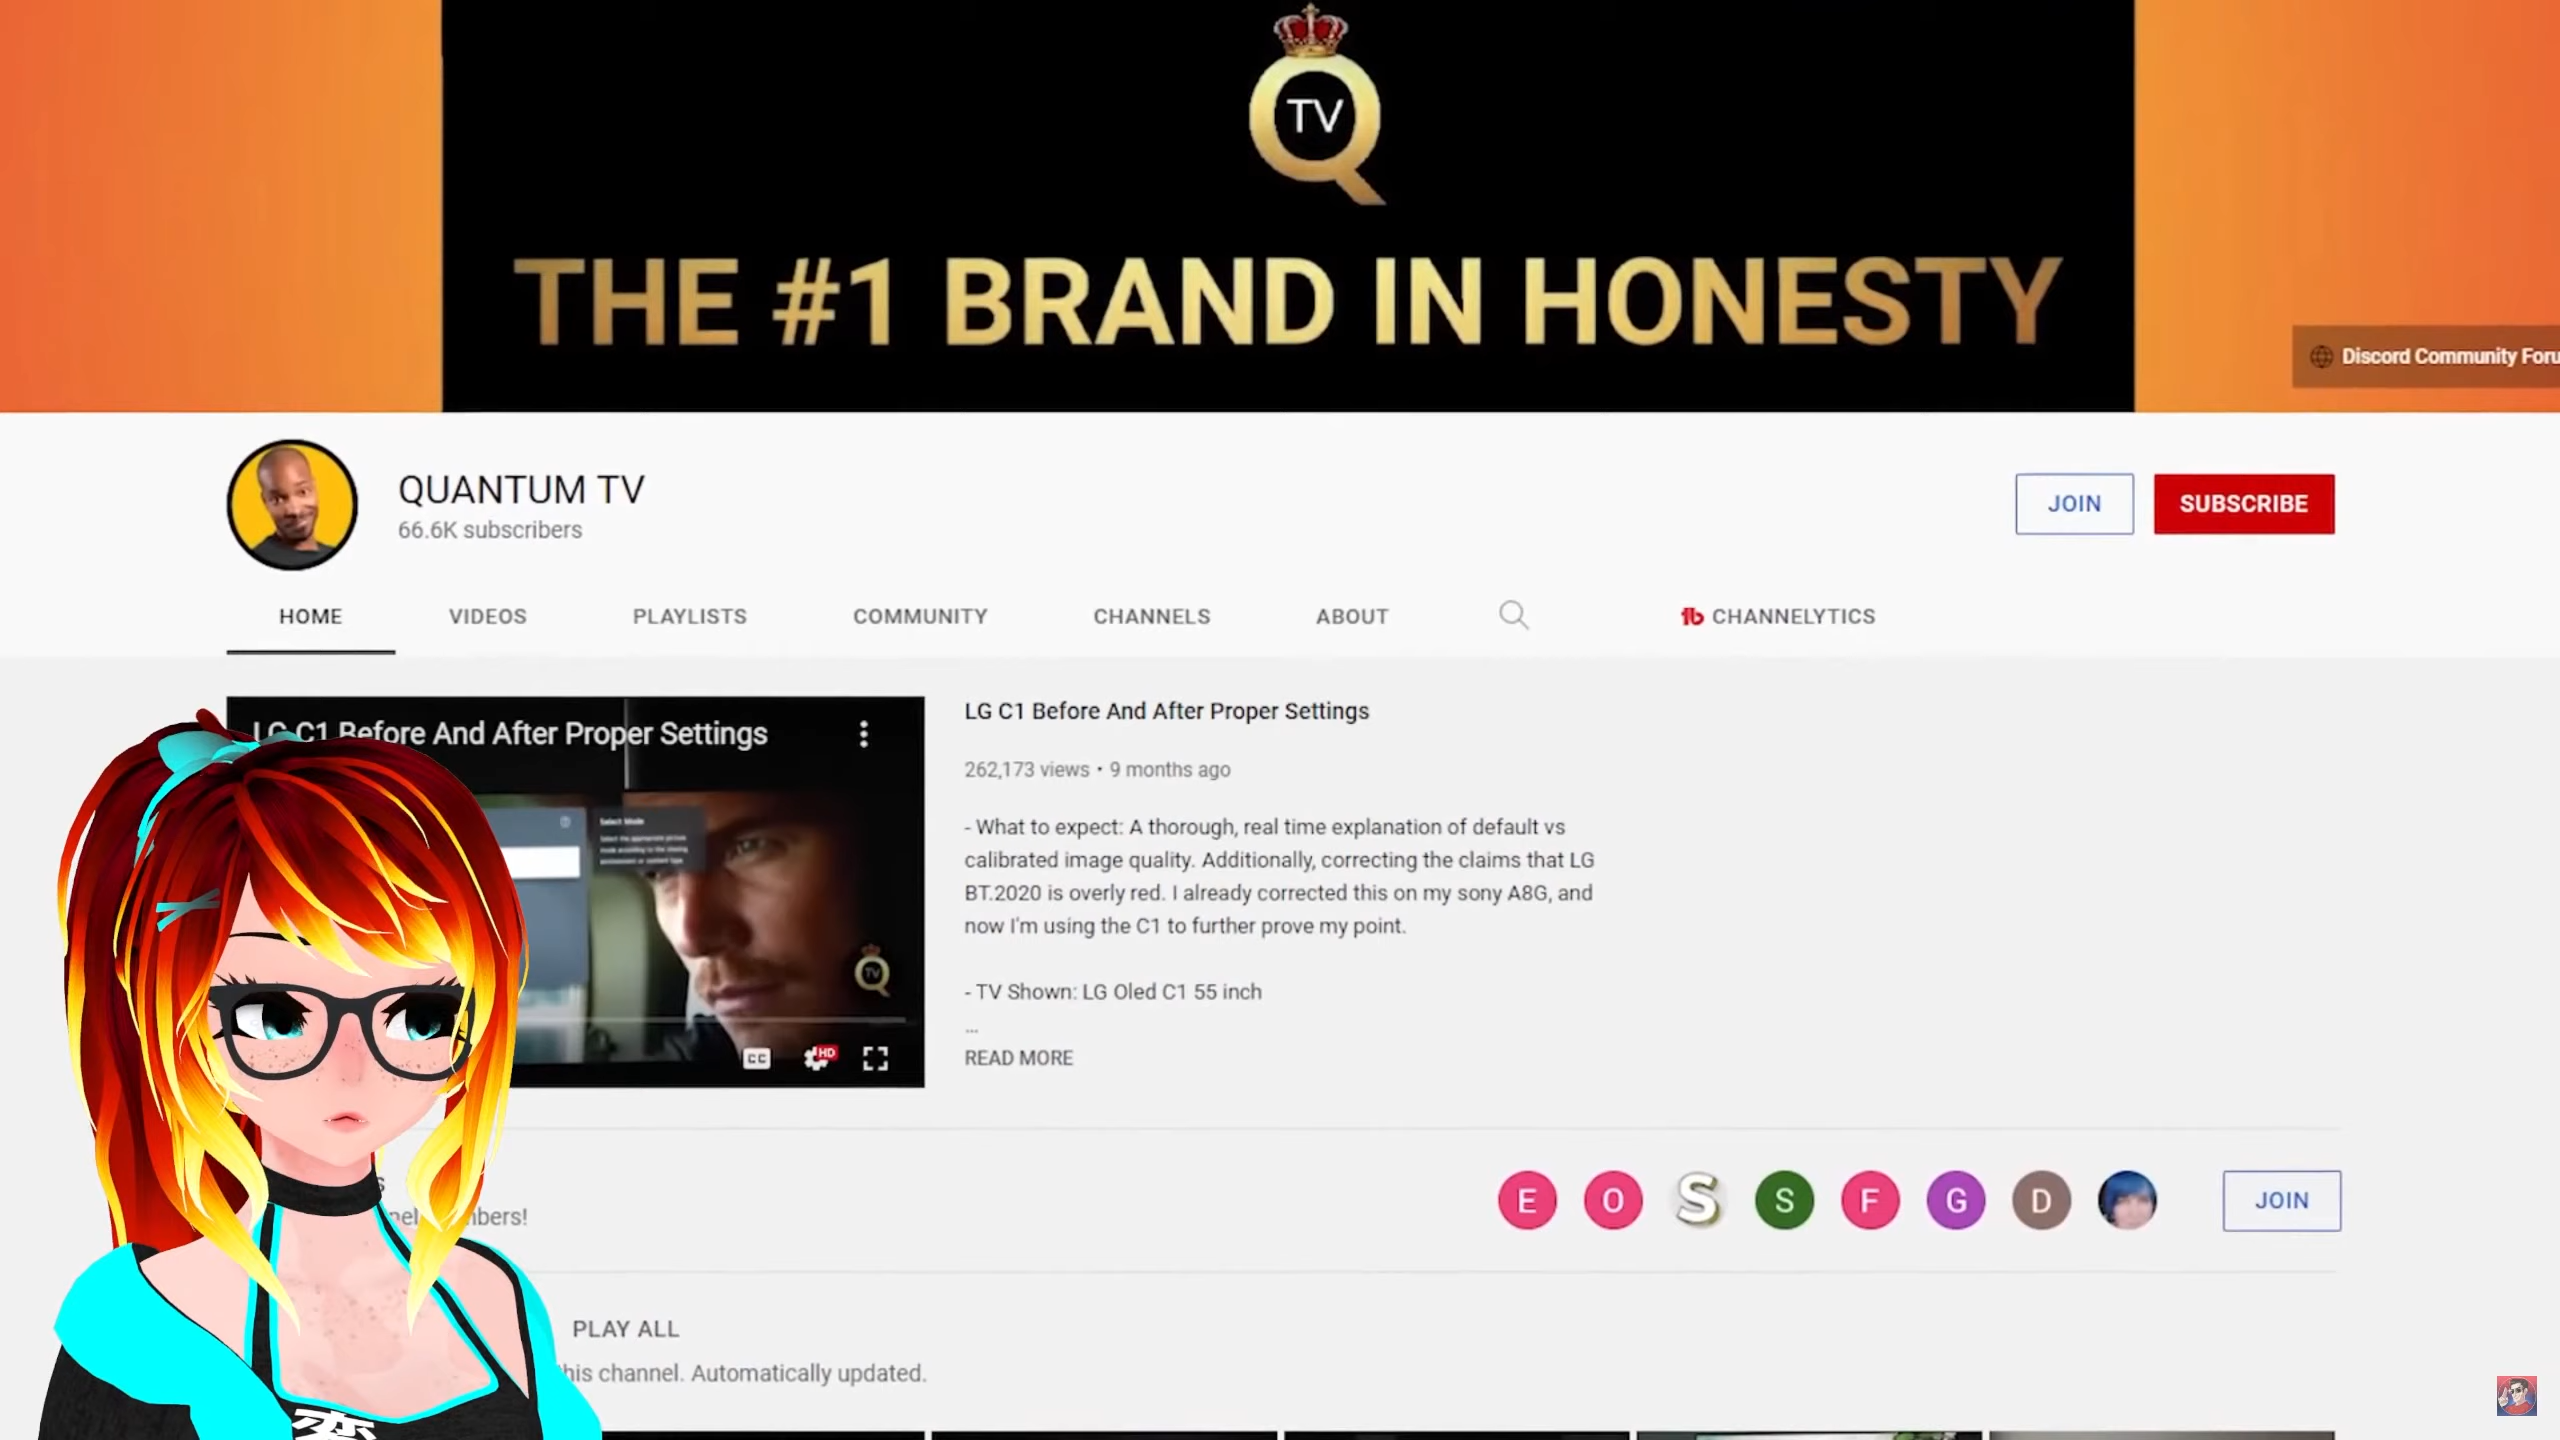 TV
THE #1 BRAND IN HONESTY
Discord Community Foru
QUANTUM TV
66.6K subscribers
JOIN
SUBSCRIBE
HOME
VIDEOS
PLAYLISTS
COMMUNITY
CHANNELS
ABOUT
CHANNELYTICS
LG C1 Before And After Proper Settings
Select Mode
TV
CC
HD
LG C1 Before And After Proper Settings
262,173 views • 9 months ago
- What to expect: A thorough, real time explanation of default vs
calibrated image quality. Additionally, correcting the claims that LG
BT.2020 is overly red. I already corrected this on my sony A8G, and
now I'm using the C1 to further prove my point.
- TV Shown: LG Oled C1 55 inch
...
READ MORE
E
O
S
S
F
G
D
JOIN
PLAY ALL
his channel. Automatically updated.